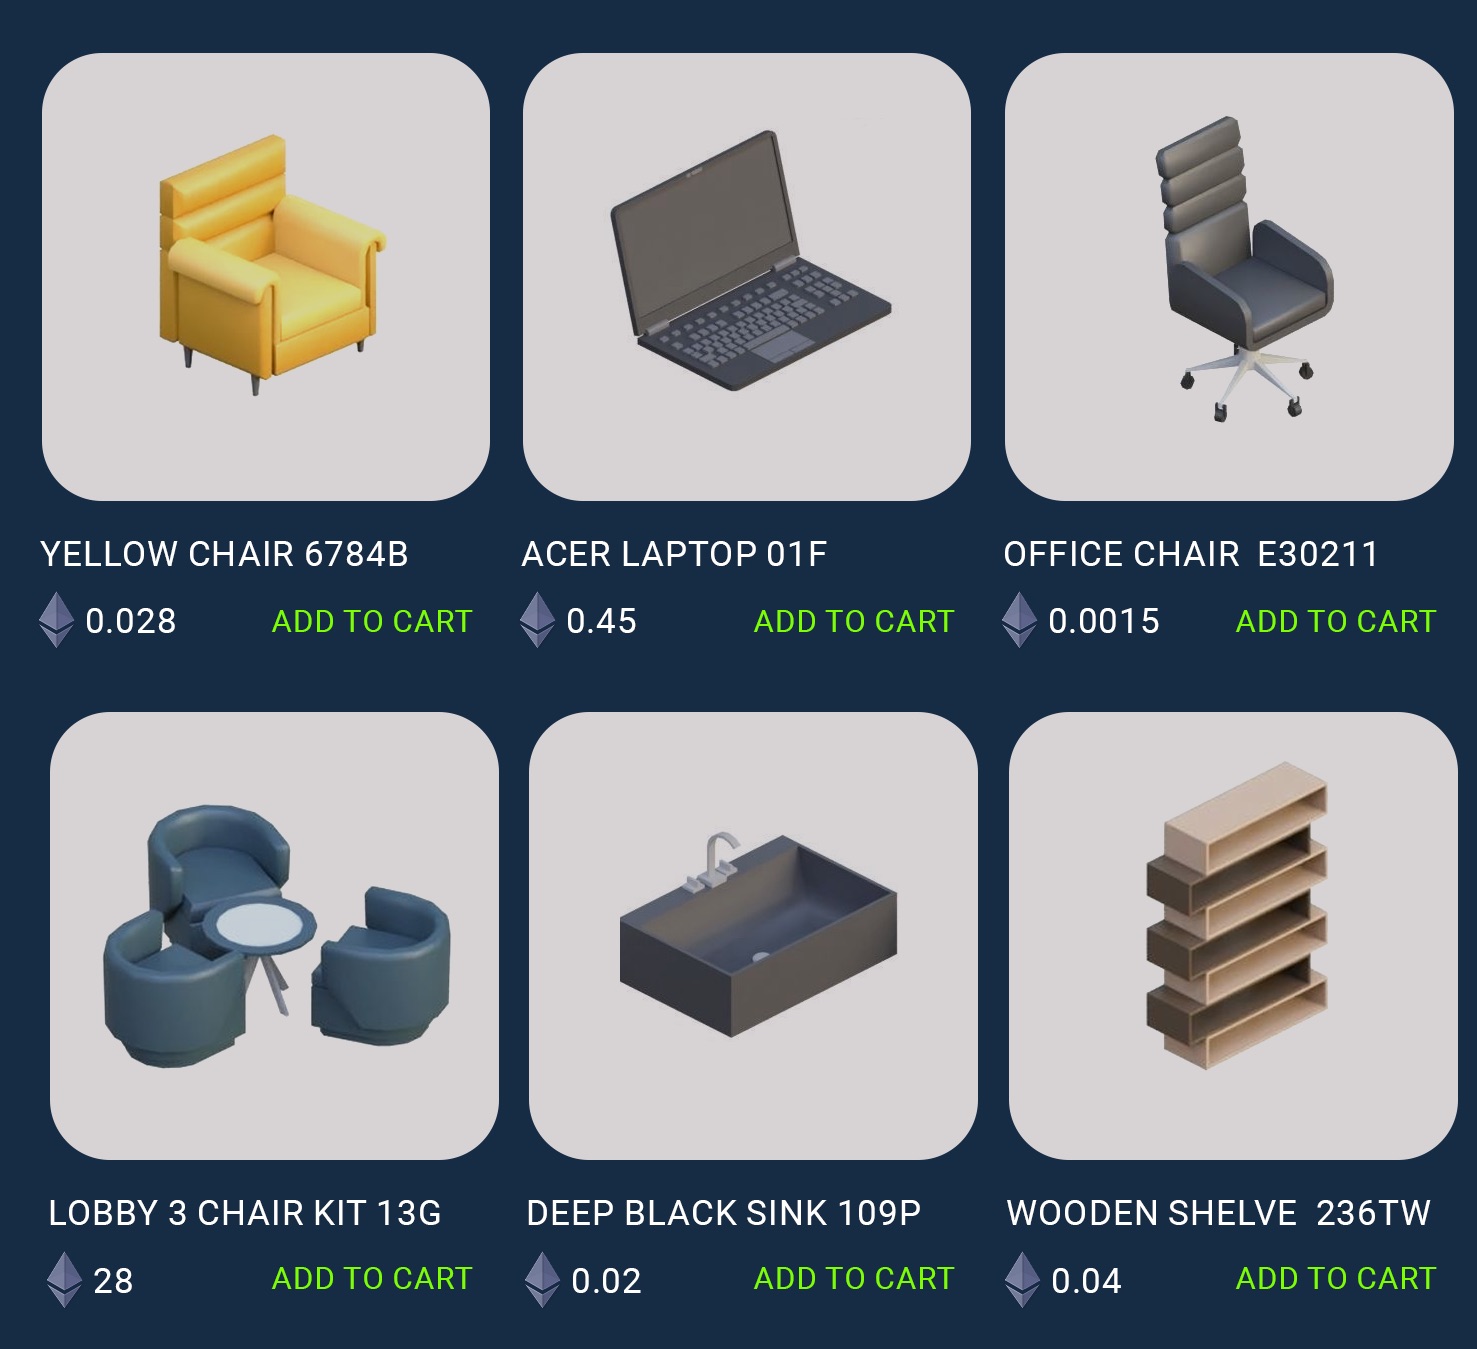 YELLOW CHAIR 6784B
ACER LAPTOP 01F
OFFICE CHAIR  E30211
0.028
ADD TO CART
0.45
ADD TO CART
0.0015
ADD TO CART
LOBBY 3 CHAIR KIT 13G
DEEP BLACK SINK 109P
WOODEN SHELVE  236TW
28
ADD TO CART
0.02
ADD TO CART
0.04
ADD TO CART